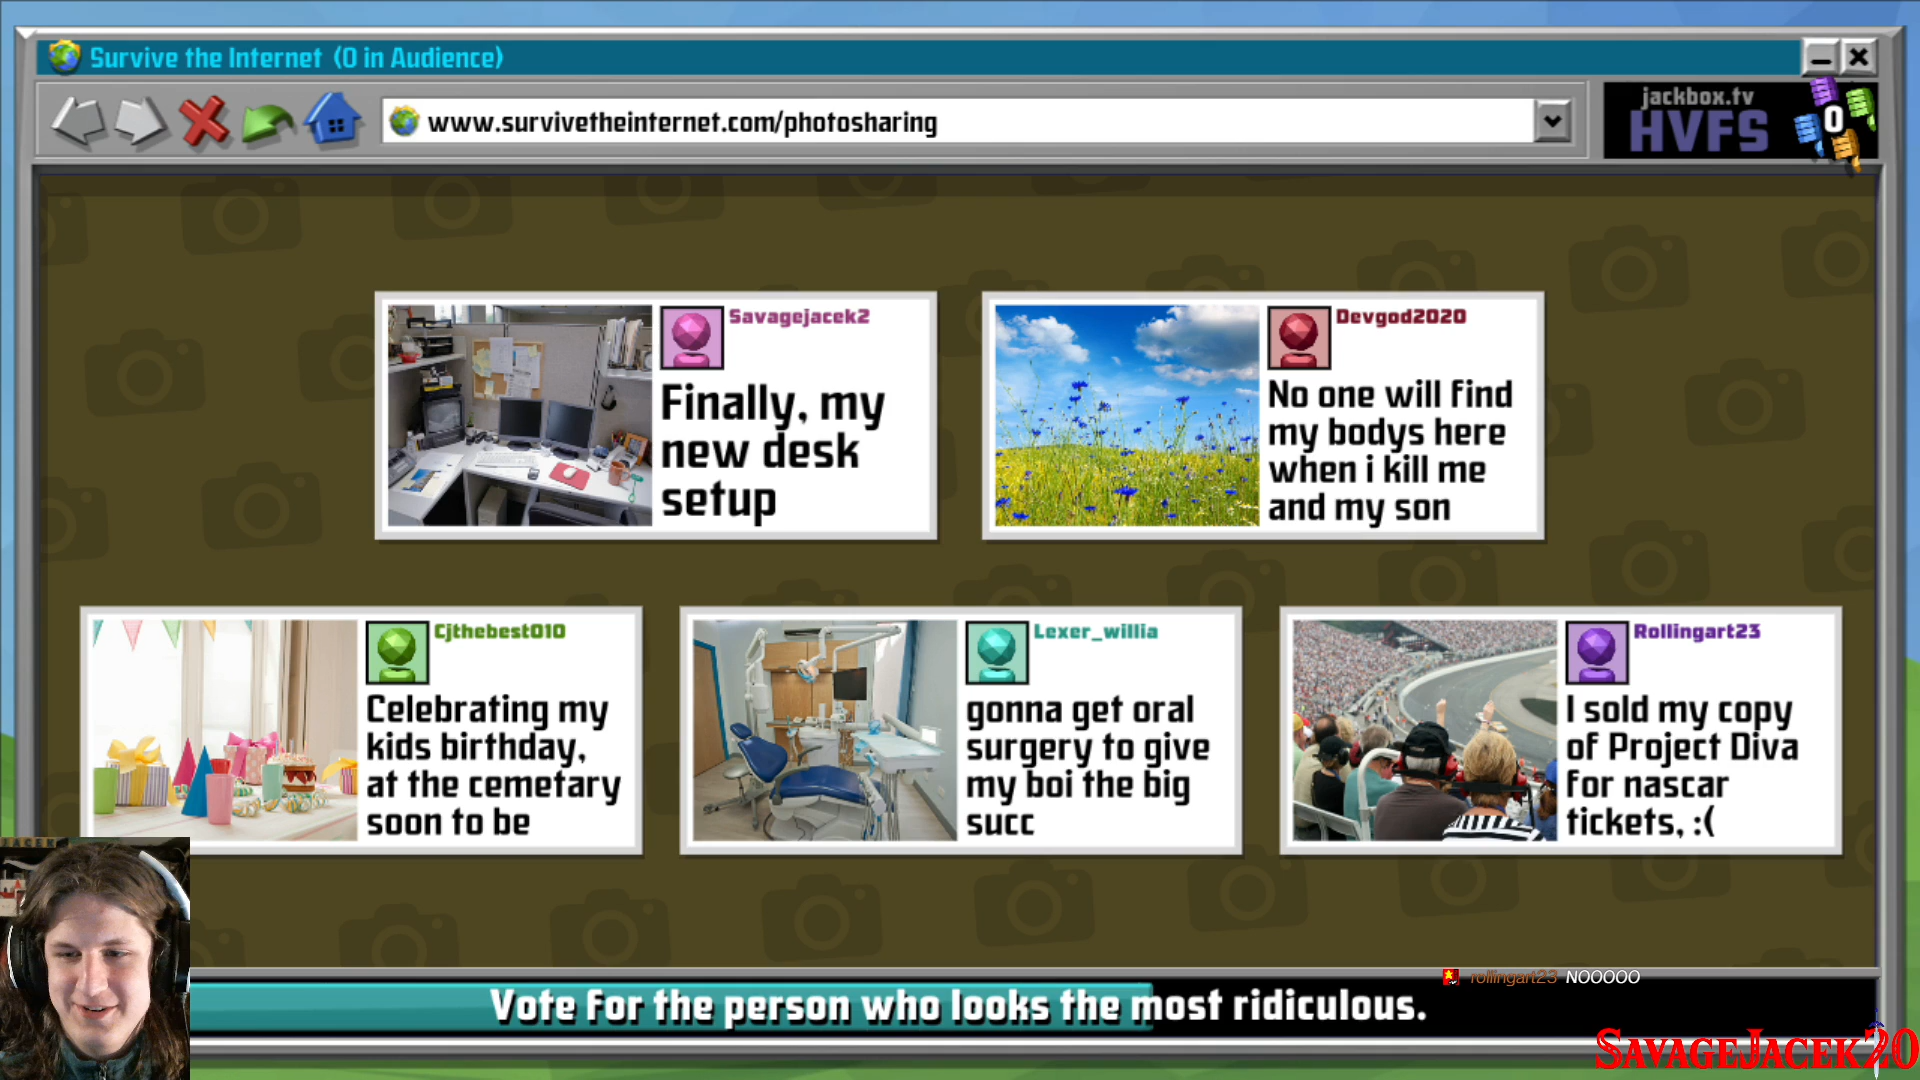 Survive the Internet (0 in Audience)
www.survivetheinternet.com/photosharing
jackbox.tv
HVFS
0
Savagejacek2
Finally, my
new desk
setup
Devgod2020
No one will find
my bodys here
when i kill me
and my son
Cjthebest010
Celebrating my
kids birthday,
at the cemetary
soon to be
Lexer_willia
gonna get oral
surgery to give
my boi the big
succ
Rollingart23
I sold my copy
of Project Diva
for nascar
tickets, :(
rollingart23 NOOOOO
Vote for the person who looks the most ridiculous.
SavageJacek20